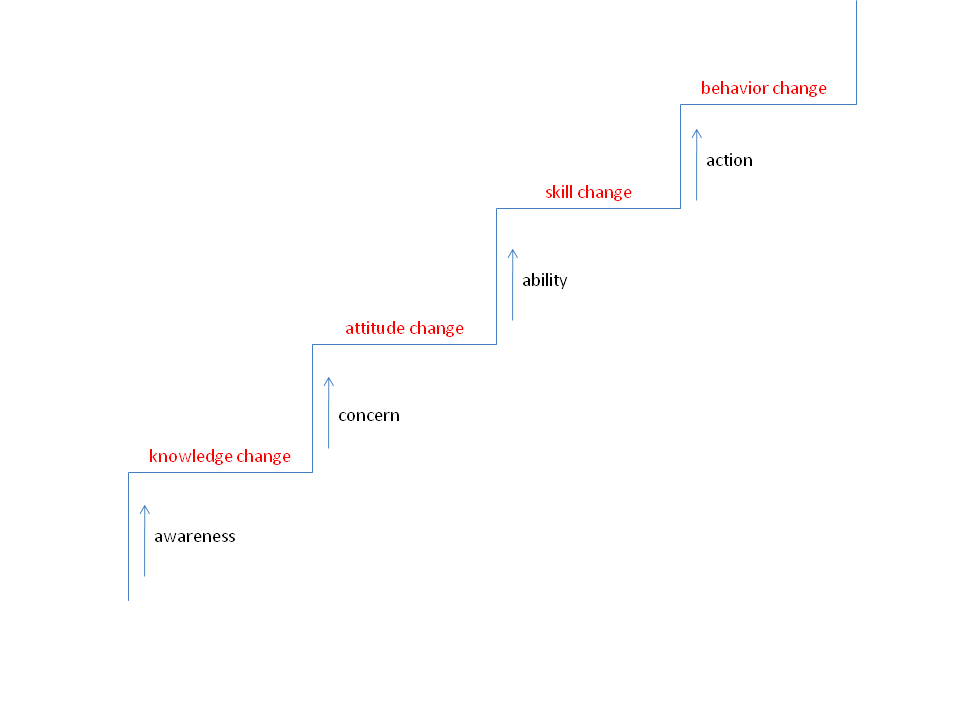 behavior change
action
skill change
ability
attitude change
concern
knowledge change
awareness